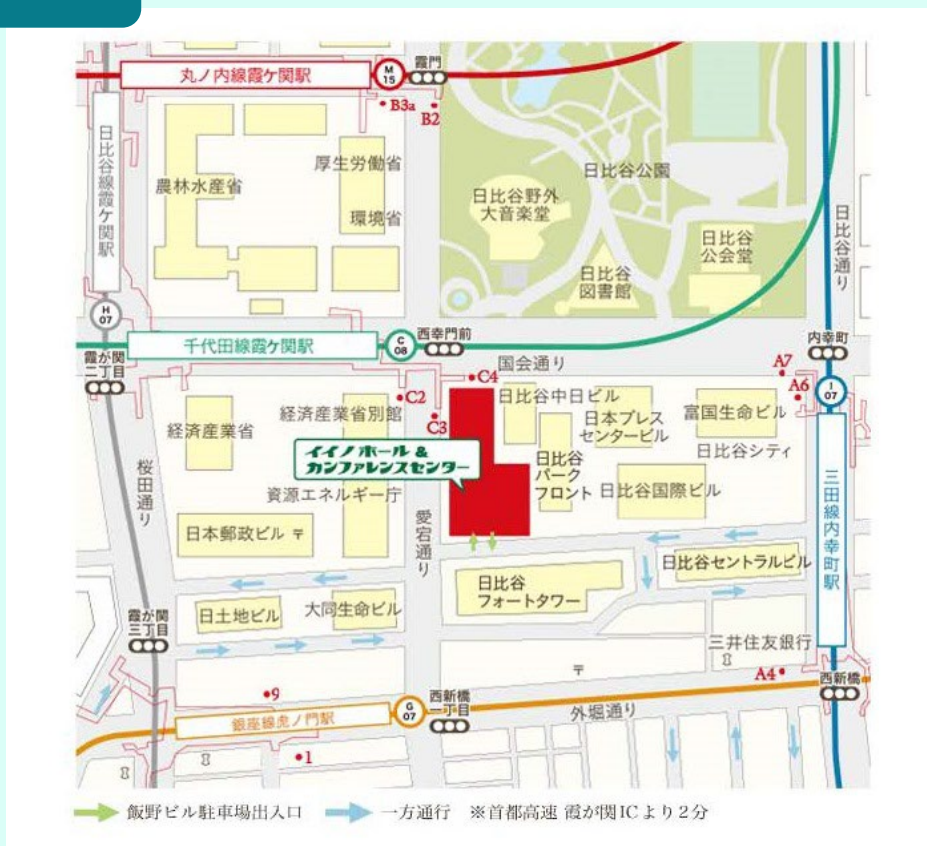 丸ノ内線霞ケ関駅
M
15
霞門
B3a
B2
日比谷線霞ケ関駅
農林水産省
厚生労働省
環境省
日比谷野外
大音楽堂
日比谷公園
日比谷
公会堂
日比谷
図書館
日比谷通り
H
07
千代田線霞ケ関駅
C
08
西幸門前
国会通り
内幸町
霞が関
二丁目
C4
A7
A6
I
07
C2
C3
経済産業省
経済産業省別館
日比谷中日ビル
日本プレス
センタービル
富国生命ビル
日比谷シティ
イイノホール &
カンファレンスセンター
日比谷
パーク
フロント
日比谷国際ビル
桜田通り
資源エネルギー庁
日本郵政ビル 〒
愛宕通り
三田線内幸町駅
日比谷セントラルビル
日比谷
フォートタワー
日土地ビル
大同生命ビル
霞が関
三丁目
三井住友銀行
〒
A4
西新橋
9
銀座線虎ノ門駅
G
07
西新橋
一丁目
外堀通り
1
飯野ビル駐車場出入口 一方通行 ※首都高速 霞が関ICより2分